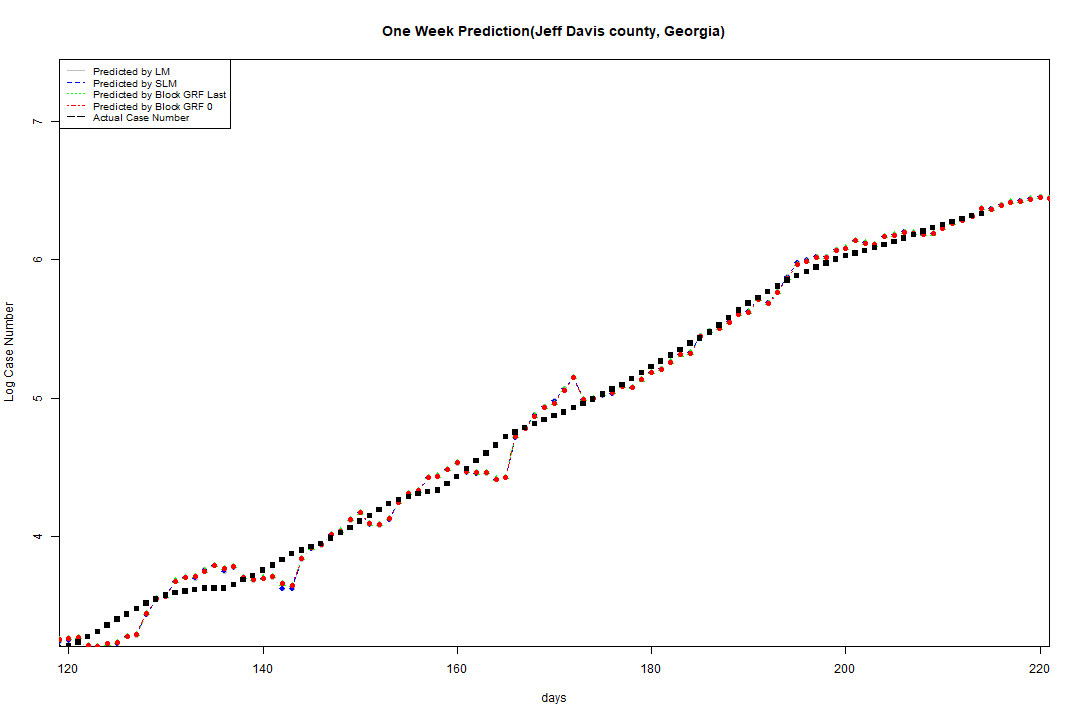 One Week Prediction(Jeff Davis county, Georgia)
Predicted by LM
Predicted by SLM
Predicted by Block GRF Last
Predicted by Block GRF 0
Actual Case Number
7
6
5
4
Log Case Number
120 140 160 180 200 220
days